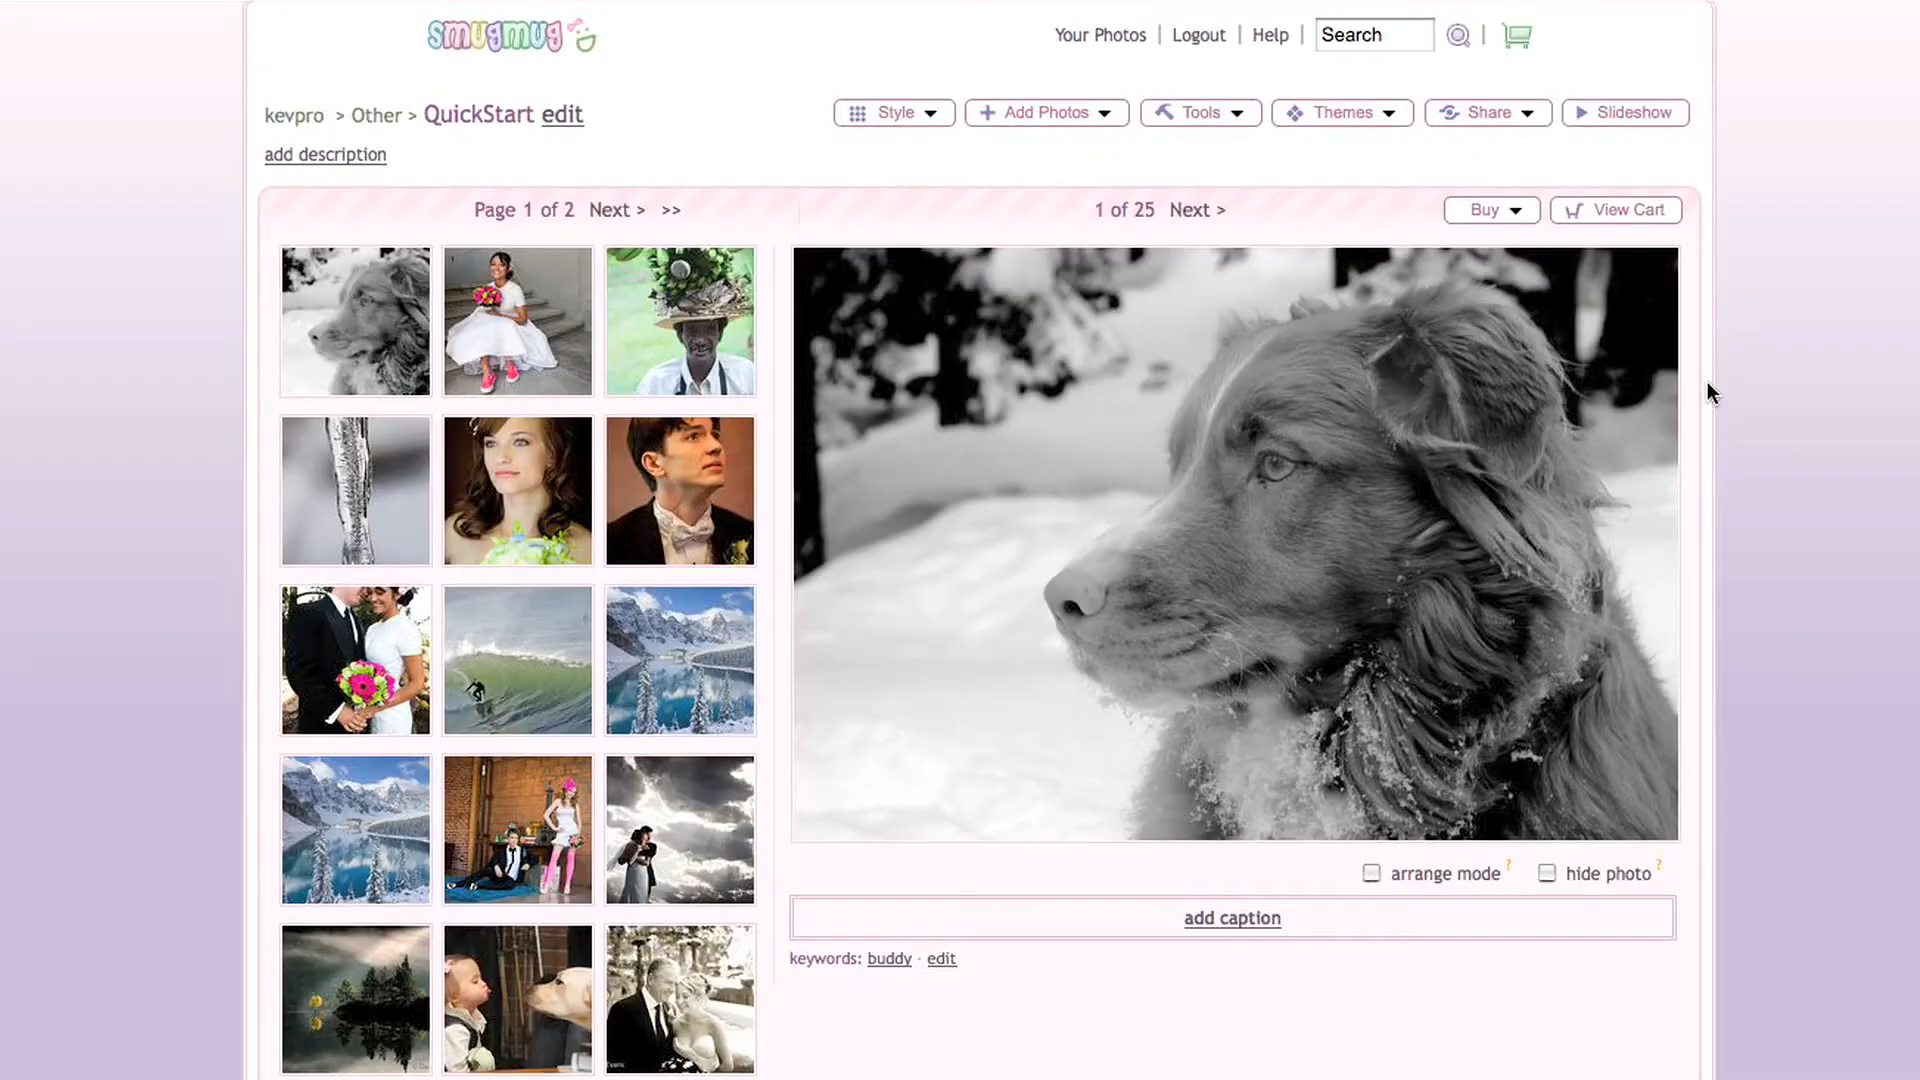 smugmug
Your Photos | Logout | Help | Search |
kevpro > Other > QuickStart edit
Style Add Photos Tools Themes Share Slideshow
add description
Page 1 of 2 Next > >>
1 of 25 Next >
Buy View Cart
arrange mode ? hide photo ?
add caption
keywords: buddy · edit